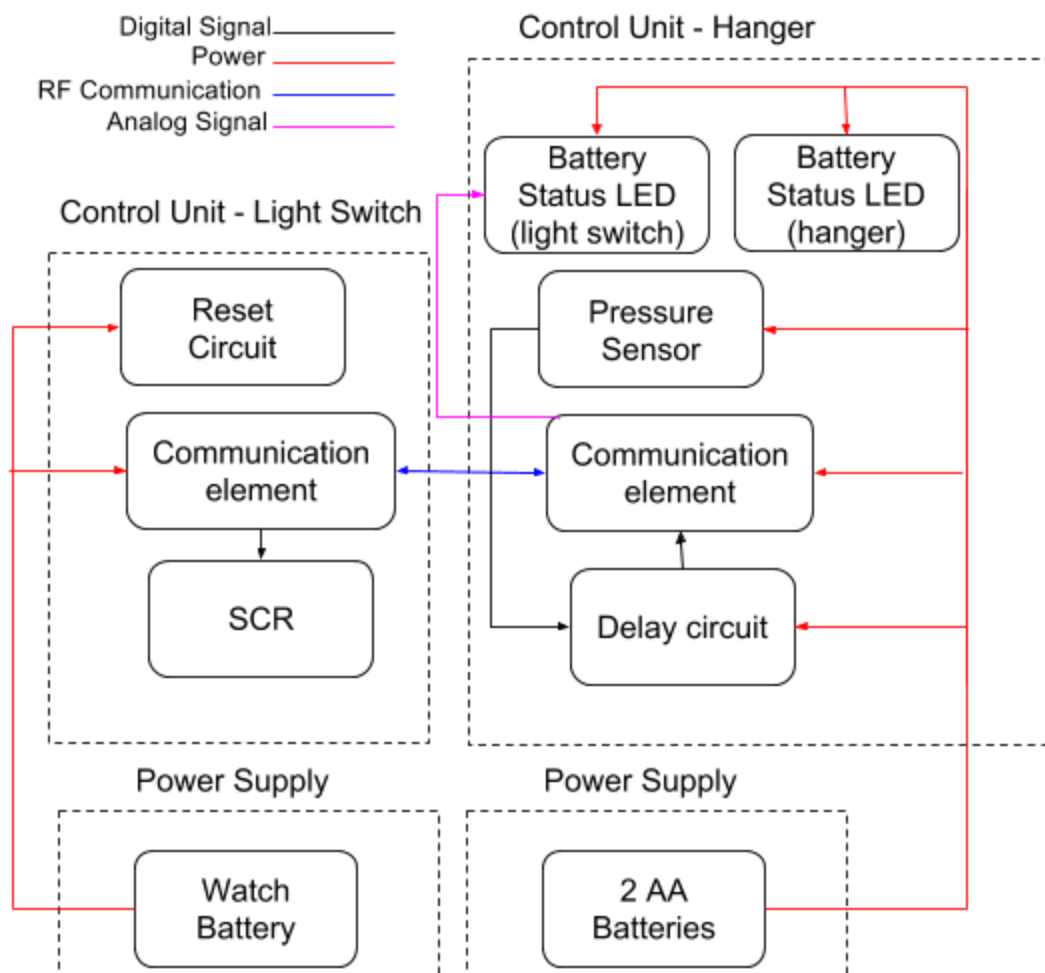 Digital Signal
Power
RF Communication
Analog Signal
Control Unit - Hanger
Battery
Status LED
(light switch)
Battery
Status LED
(hanger)
Control Unit - Light Switch
Reset
Circuit
Pressure
Sensor
Communication
element
Communication
element
SCR
Delay circuit
Power Supply
Power Supply
Watch
Battery
2 AA
Batteries